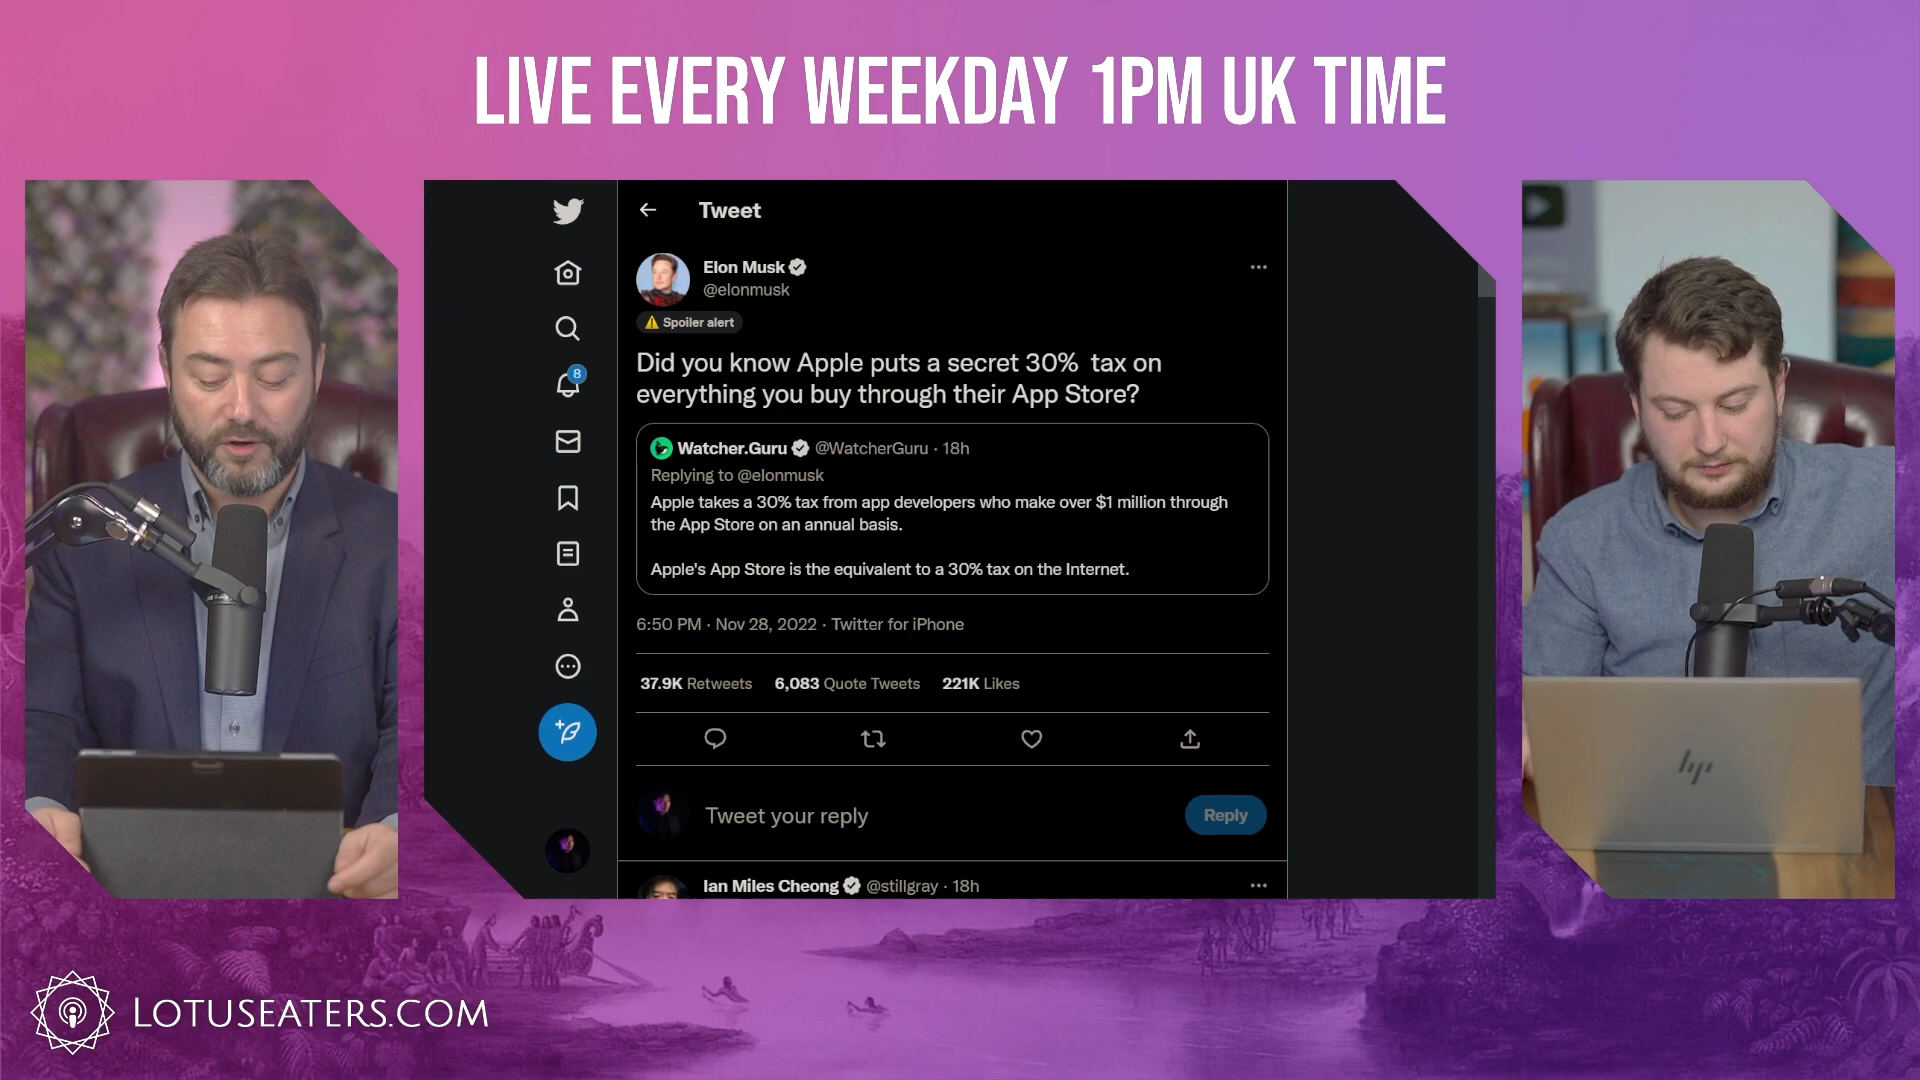 LIVE EVERY WEEKDAY 1PM UK TIME
Tweet
Elon Musk
@elonmusk
Spoiler alert
Did you know Apple puts a secret 30%  tax on
everything you buy through their App Store?
Watcher.Guru @WatcherGuru · 18h
Replying to @elonmusk
Apple takes a 30% tax from app developers who make over $1 million through
the App Store on an annual basis.
Apple's App Store is the equivalent to a 30% tax on the Internet.
6:50 PM · Nov 28, 2022 · Twitter for iPhone
37.9K Retweets 6,083 Quote Tweets 221K Likes
Tweet your reply
Reply
Ian Miles Cheong @stillgray · 18h
8
hp
LOTUSEATERS.COM